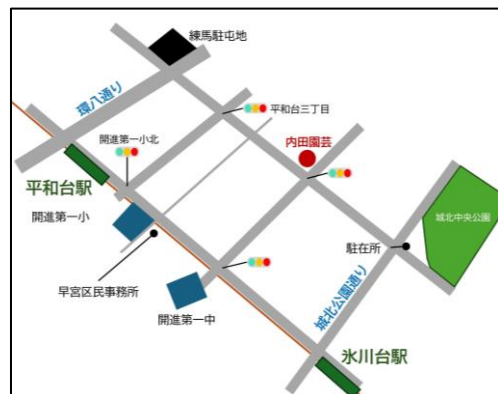 練馬駐屯地
環八通り
平和台三丁目
開進第一小北
内田園芸
平和台駅
開進第一小
城北中央公園
駐在所
早宮区民事務所
城北公園通り
開進第一中
氷川台駅